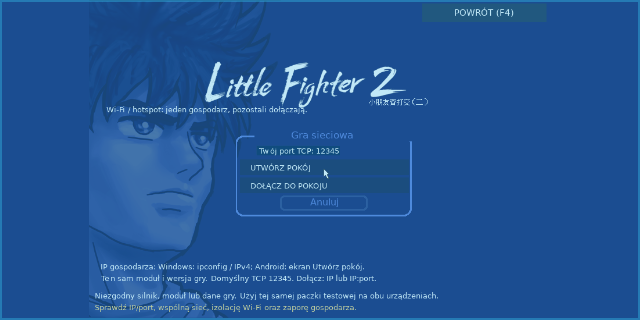 POWRÓT (F4)
Little Fighter 2
小朋友齊打交(二)
Wi-Fi / hotspot: jeden gospodarz, pozostali dołączają.
Gra sieciowa
Twój port TCP: 12345
UTWÓRZ POKÓJ
DOŁĄCZ DO POKOJU
Anuluj
IP gospodarza: Windows: ipconfig / IPv4; Android: ekran Utwórz pokój.
Ten sam moduł i wersja gry. Domyślny TCP 12345. Dołącz: IP lub IP:port.
Niezgodny silnik, moduł lub dane gry. Użyj tej samej paczki testowej na obu urządzeniach.
Sprawdź IP/port, wspólną sieć, izolację Wi-Fi oraz zaporę gospodarza.